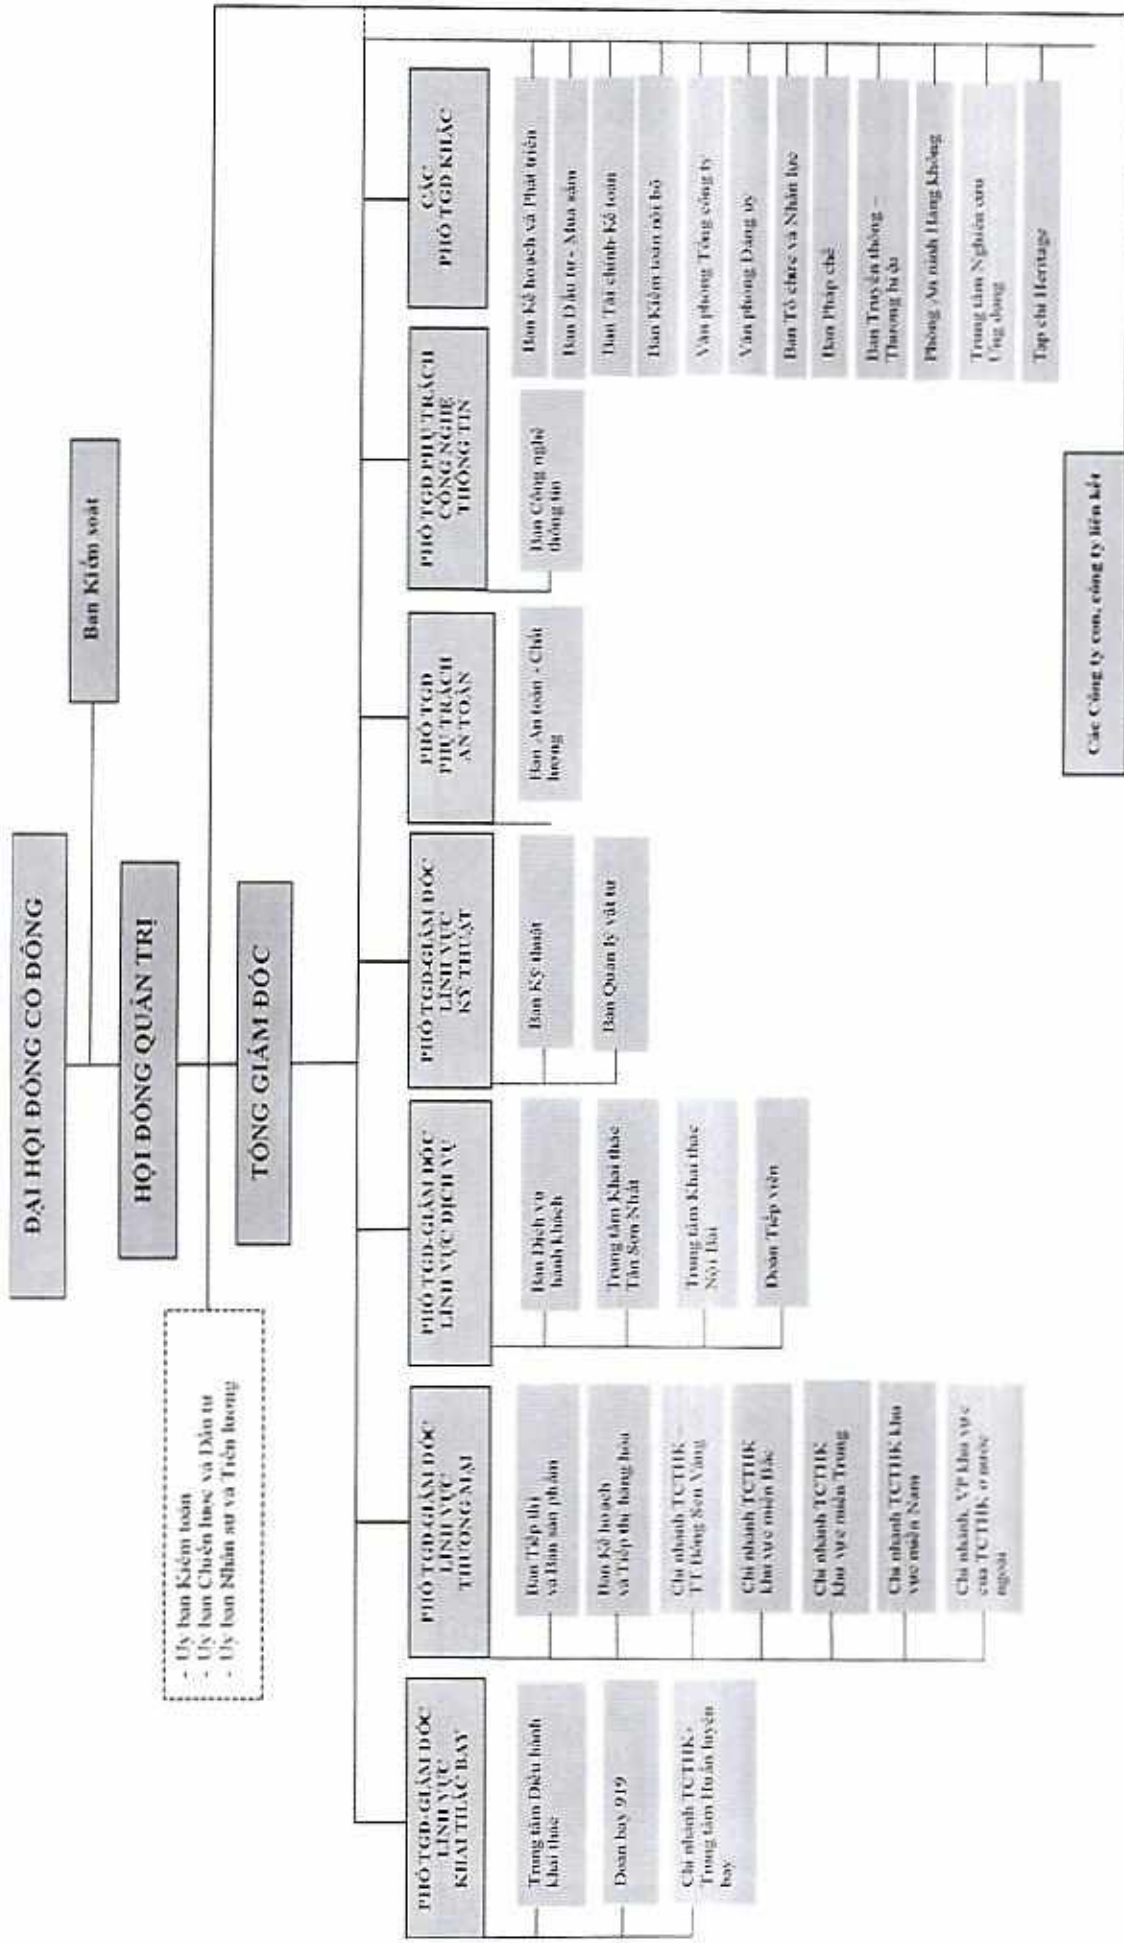 ĐẠI HỘI ĐỒNG CỔ ĐÔNG
Ban Kiểm soát
HỘI ĐỒNG QUẢN TRỊ
- Uỷ ban Kiểm toán
- Uỷ ban Chiến lược và Đầu tư
- Uỷ ban Nhân sự và Tiền lương
TỔNG GIÁM ĐỐC
PHÓ TGD-GIÁM ĐỐC
LĨNH VỰC
KHAI THÁC BAY
Trung tâm Điều hành
khai thác
Đoàn bay 919
Chi nhánh TCTHK-
Trung tâm Huấn luyện
bay
PHÓ TGD-GIÁM ĐỐC
LĨNH VỰC
THƯƠNG MẠI
Ban Tiếp thị
và Bán sản phẩm
Ban Kế hoạch
và Tiếp thị hàng hóa
Chi nhánh TCTHK –
TT Bông Sen Vàng
Chi nhánh TCTHK
khu vực miền Bắc
Chi nhánh TCTHK
khu vực miền Trung
Chi nhánh TCTHK khu
vực miền Nam
Chi nhánh, VP khu vực
của TCTHK ở nước
ngoài
PHÓ TGD-GIÁM ĐỐC
LĨNH VỰC DỊCH VỤ
Ban Dịch vụ
hành khách
Trung tâm Khai thác
Tân Sơn Nhất
Trung tâm Khai thác
Nội Bài
Đoàn Tiếp viên
PHÓ TGD-GIÁM ĐỐC
LĨNH VỰC
KỸ THUẬT
Ban Kỹ thuật
Ban Quản lý vật tư
PHÓ TGD
PHỤ TRÁCH
AN TOÀN
Ban An toàn - Chất
lượng
PHÓ TGD PHỤ TRÁCH
CÔNG NGHỆ
THÔNG TIN
Ban Công nghệ
thông tin
CÁC
PHÓ TGD KHÁC
Ban Kế hoạch và Phát triển
Ban Đầu tư - Mua sắm
Ban Tài chính-Kế toán
Ban Kiểm toán nội bộ
Văn phòng Tổng công ty
Văn phòng Đảng ủy
Ban Tổ chức và Nhân lực
Ban Pháp chế
Ban Truyền thông –
Thương hiệu
Phòng An ninh Hàng không
Trung tâm Nghiên cứu
Ứng dụng
Tạp chí Heritage
Các Công ty con, công ty liên kết